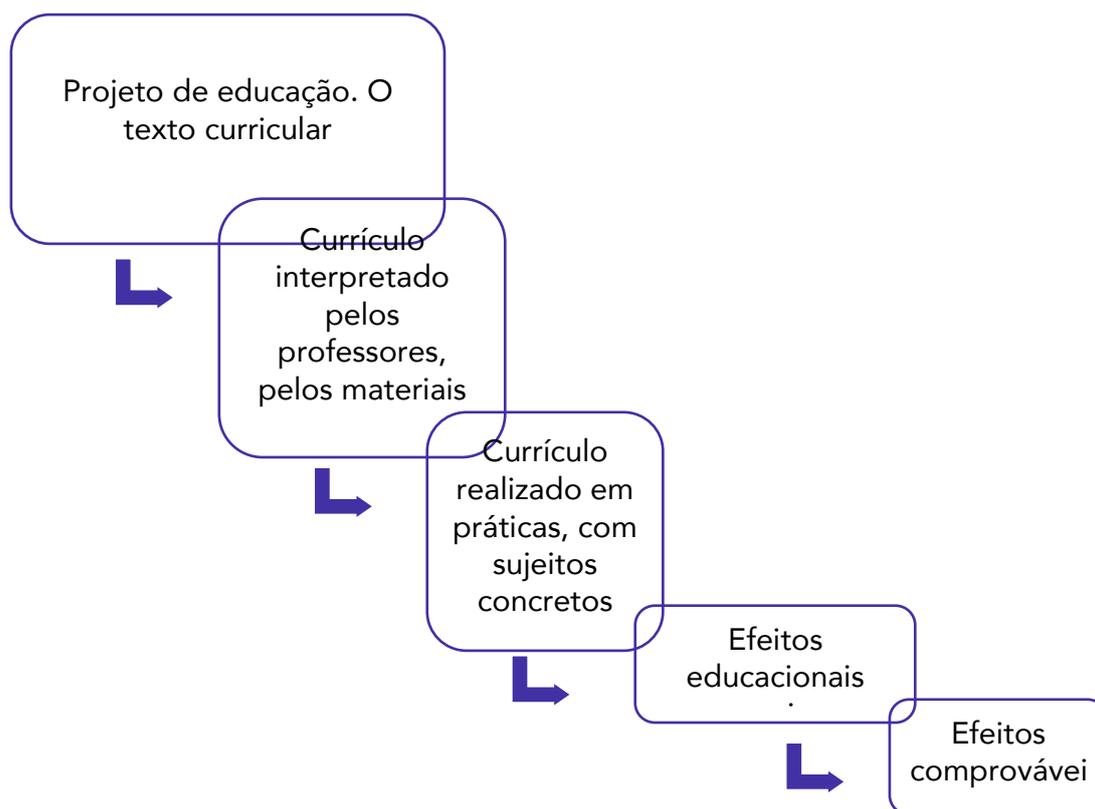 Projeto de educação. O
texto curricular
Currículo
interpretado
pelos
professores,
pelos materiais
Currículo
realizado em
práticas, com
sujeitos
concretos
Efeitos
educacionais
.
Efeitos
comprovávei